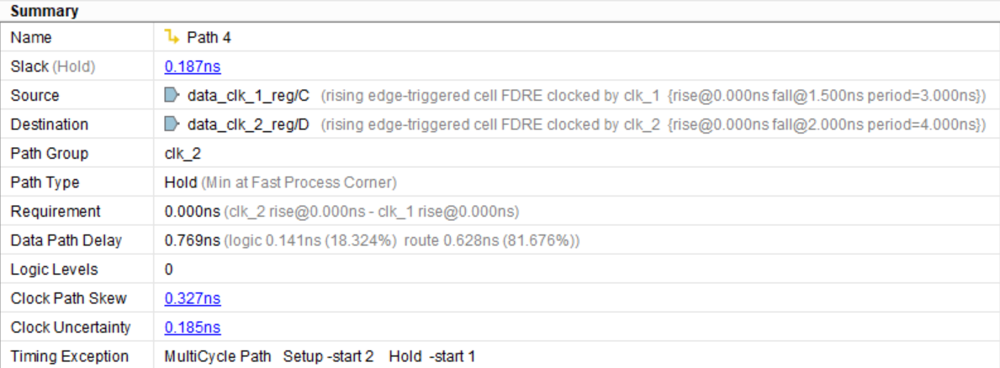 Summary
Name Path 4
Slack (Hold) 0.187ns
Source data_clk_1_reg/C (rising edge-triggered cell FDRE clocked by clk_1 {rise@0.000ns fall@1.500ns period=3.000ns})
Destination data_clk_2_reg/D (rising edge-triggered cell FDRE clocked by clk_2 {rise@0.000ns fall@2.000ns period=4.000ns})
Path Group clk_2
Path Type Hold (Min at Fast Process Corner)
Requirement 0.000ns (clk_2 rise@0.000ns - clk_1 rise@0.000ns)
Data Path Delay 0.769ns (logic 0.141ns (18.324%) route 0.628ns (81.676%))
Logic Levels 0
Clock Path Skew 0.327ns
Clock Uncertainty 0.185ns
Timing Exception MultiCycle Path Setup -start 2 Hold -start 1